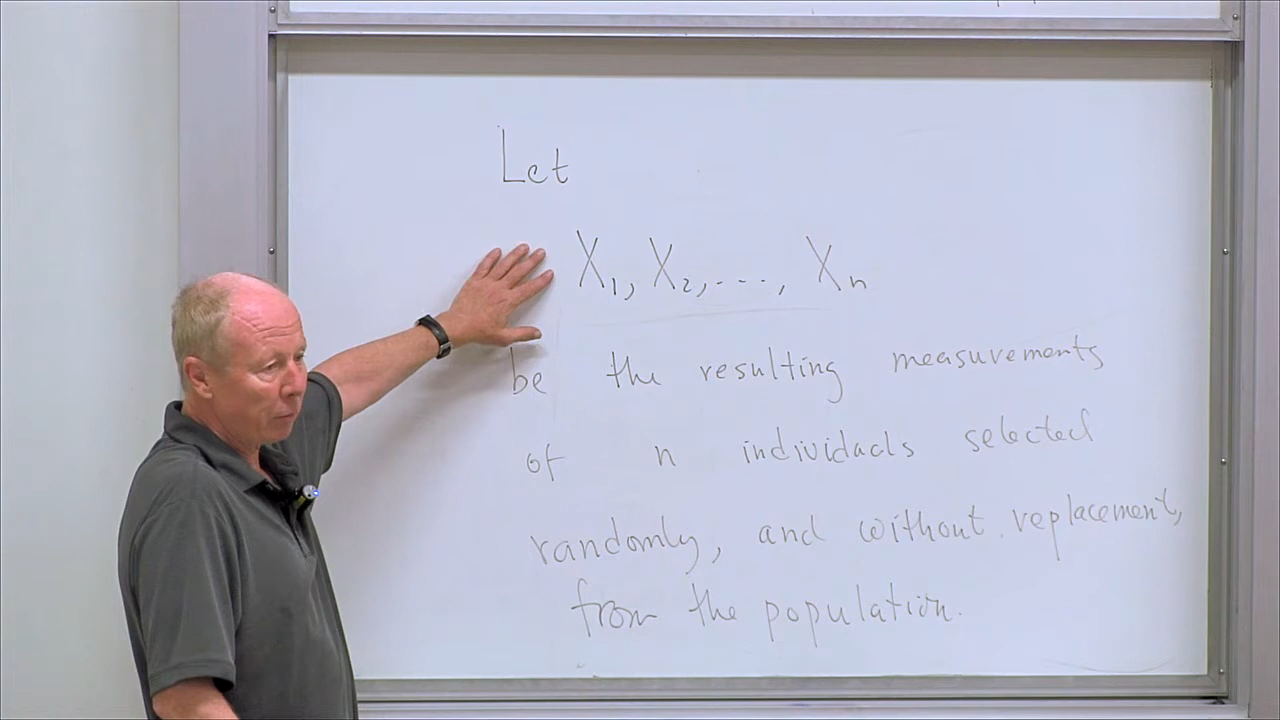 Let
X₁, X₂, ...., Xₙ
be the resulting measurements
of n individuals selected
randomly, and without replacement,
from the population.